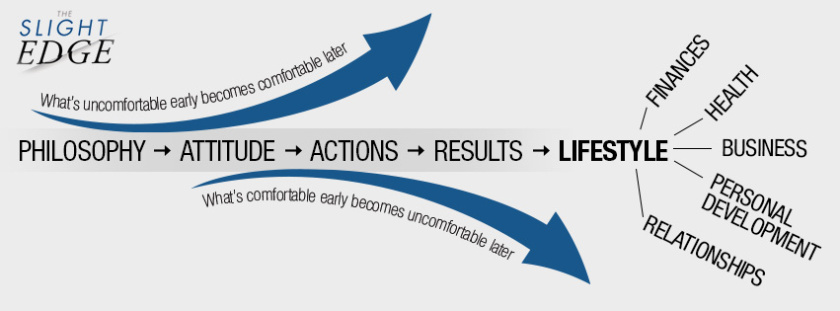 THE
SLIGHT
EDGE
What's uncomfortable early becomes comfortable later
PHILOSOPHY → ATTITUDE → ACTIONS → RESULTS → LIFESTYLE
What's comfortable early becomes uncomfortable later
FINANCES
HEALTH
BUSINESS
PERSONAL
DEVELOPMENT
RELATIONSHIPS